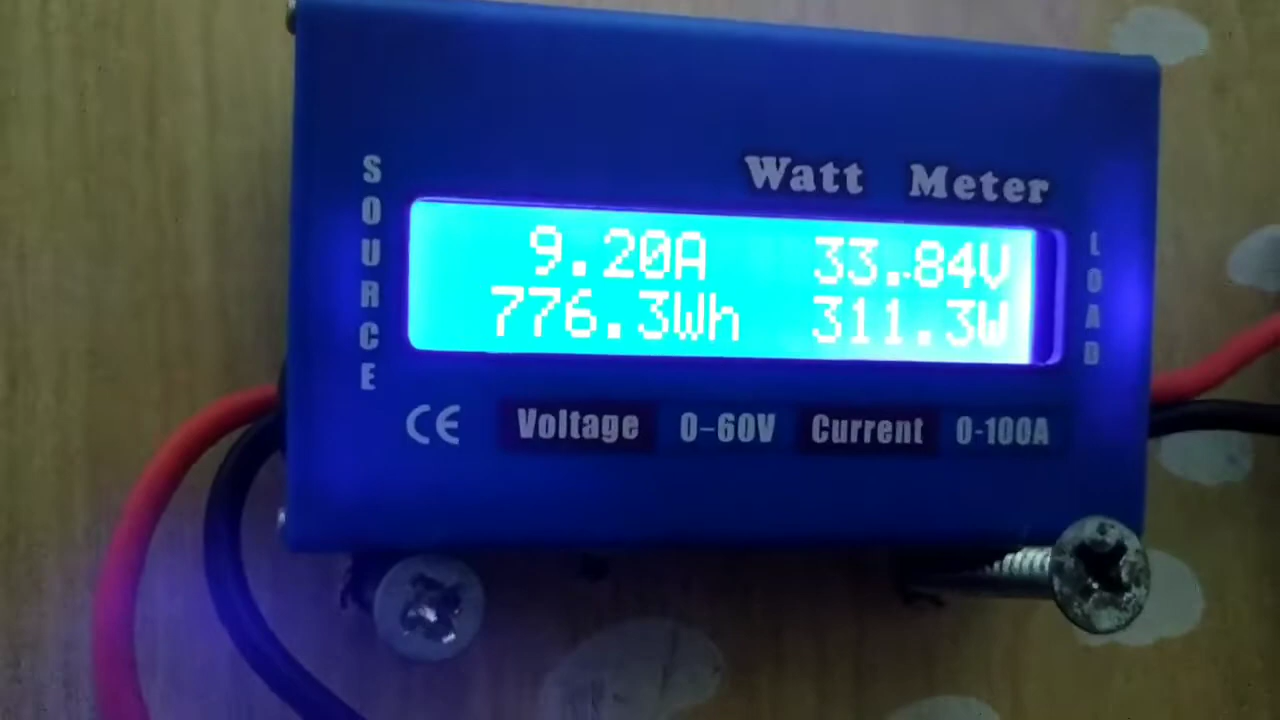 SOURCE
Watt Meter
9.20A 33.84V
776.3Wh 311.3W
LOAD
CE Voltage 0-60V Current 0-100A